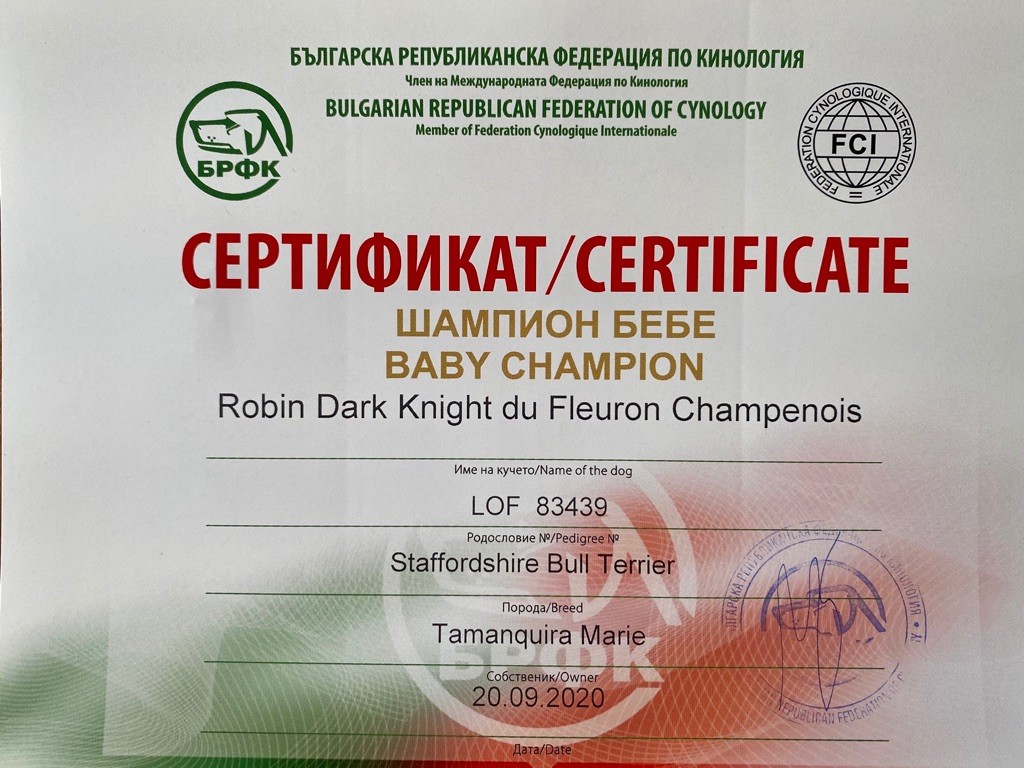 БЪЛГАРСКА РЕПУБЛИКАНСКА ФЕДЕРАЦИЯ ПО КИНОЛОГИЯ
Член на Международната Федерация по Кинология
BULGARIAN REPUBLICAN FEDERATION OF CYNOLOGY
Member of Federation Cynologique Internationale
БРФК
FEDERATION CYNOLOGIQUE INTERNATIONALE
FCI
СЕРТИФИКАТ/CERTIFICATE
ШАМПИОН БЕБЕ
BABY CHAMPION
Robin Dark Knight du Fleuron Champenois
Име на кучето/Name of the dog
LOF 83439
Родословие №/Pedigree №
Staffordshire Bull Terrier
Порода/Breed
Tamanquira Marie
БРФК
Собственик/Owner
20.09.2020
Дата/Date